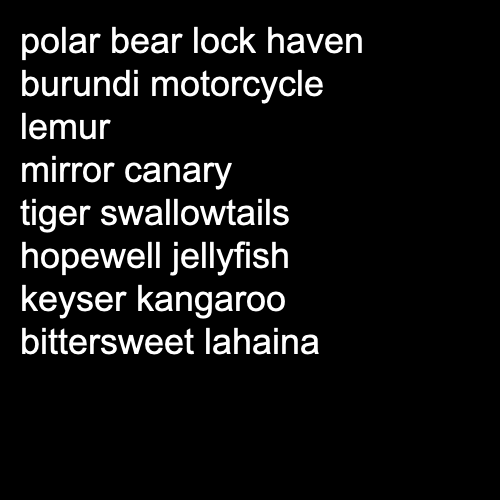 polar bear lock haven
burundi motorcycle
lemur
mirror canary
tiger swallowtails
hopewell jellyfish
keyser kangaroo
bittersweet lahaina